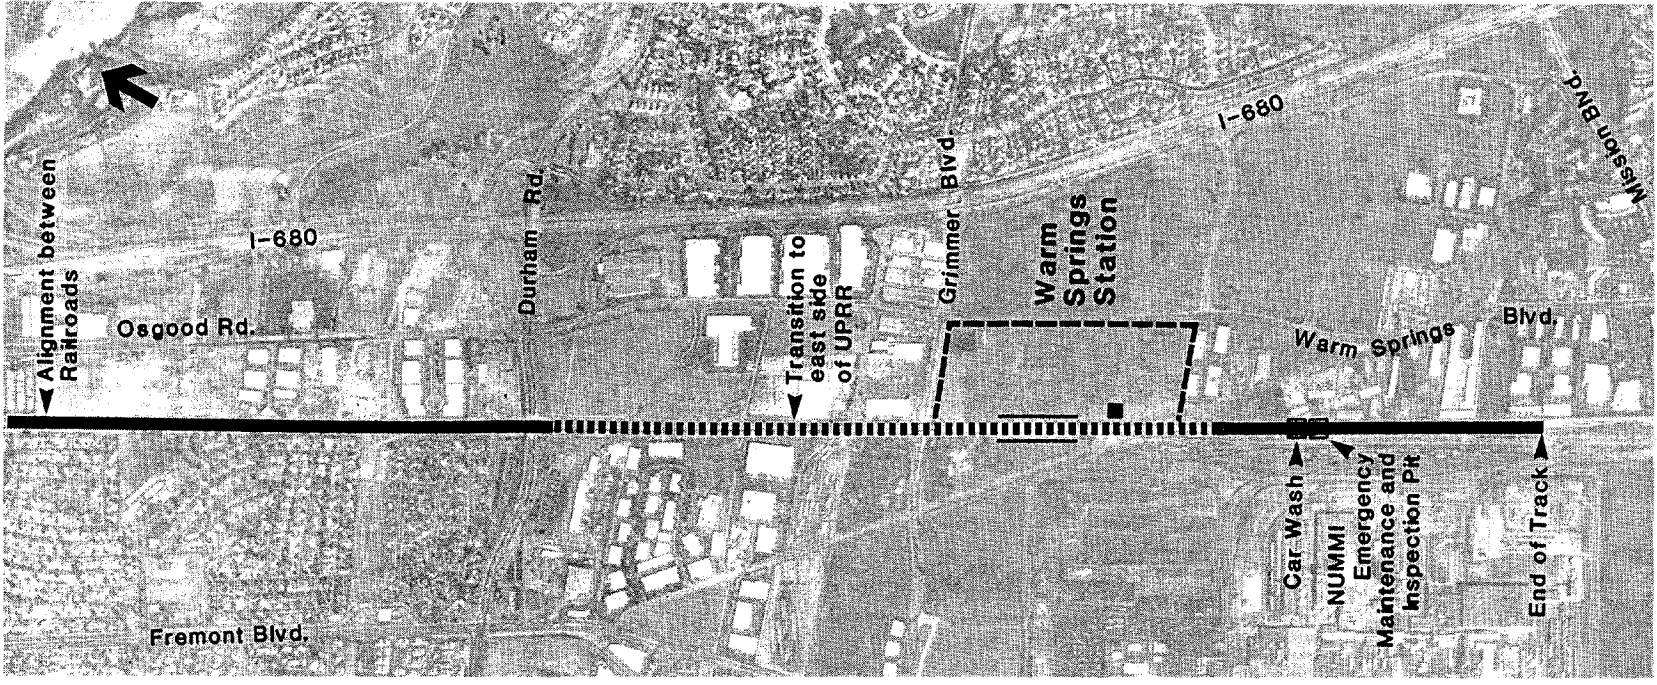 Alignment between
Railroads
I-680
Osgood Rd.
Durham Rd.
Transition to
east side
of UPRR
Grimmer Blvd.
Warm
Springs
Station
I-680
Mission Blvd.
Warm Springs Blvd.
Car Wash
NUMMI
Emergency
Maintenance and
Inspection Pit
End of Track
Fremont Blvd.